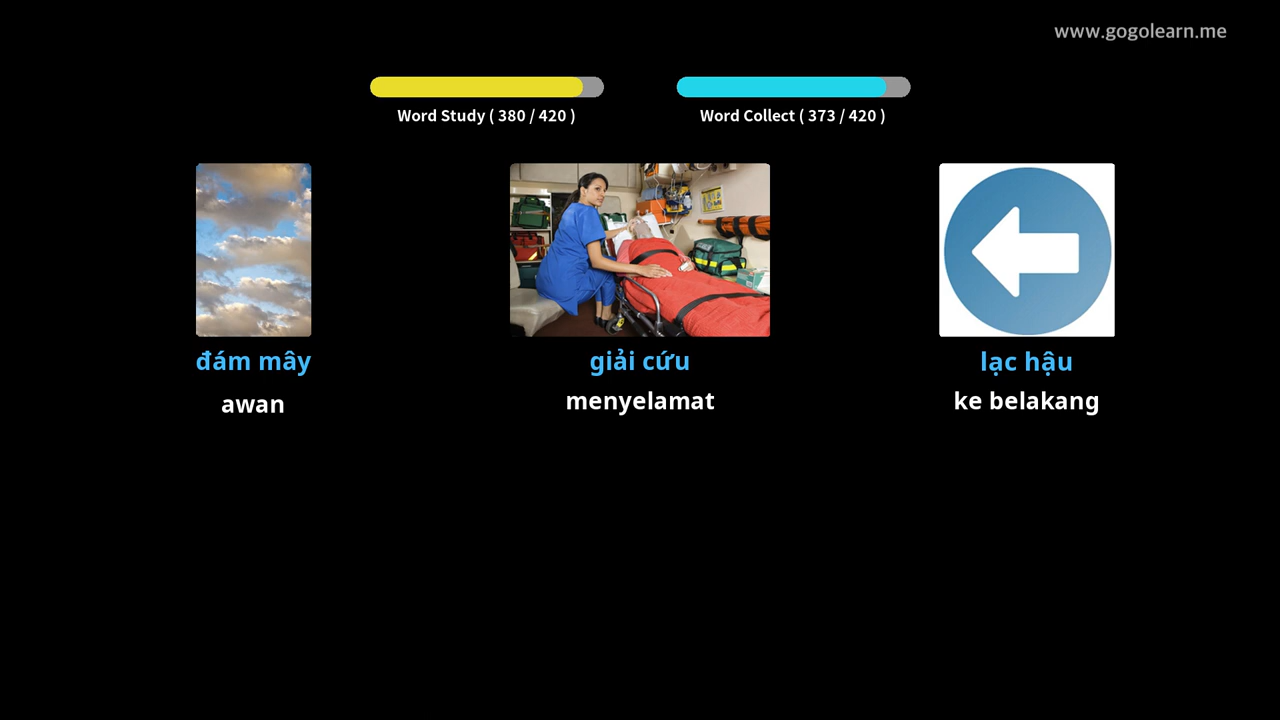 www.gogolearn.me
Word Study ( 380 / 420 )
Word Collect ( 373 / 420 )
đám mây
giải cứu
lạc hậu
awan
menyelamat
ke belakang